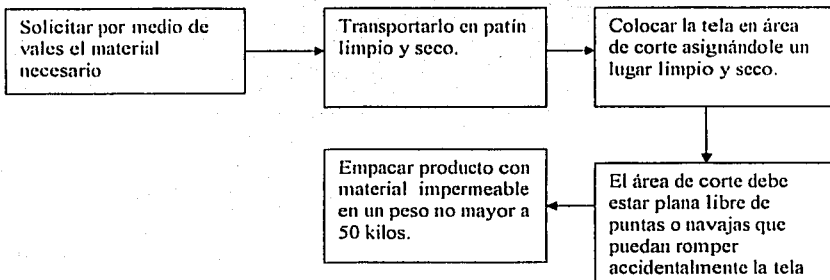 Solicitar por medio de
vales el material
necesario
Transportarlo en patín
limpio y seco.
Colocar la tela en área
de corte asignándole un
lugar limpio y seco.
El área de corte debe
estar plana libre de
puntas o navajas que
puedan romper
accidentalmente la tela
Empacar producto con
material impermeable
en un peso no mayor a
50 kilos.